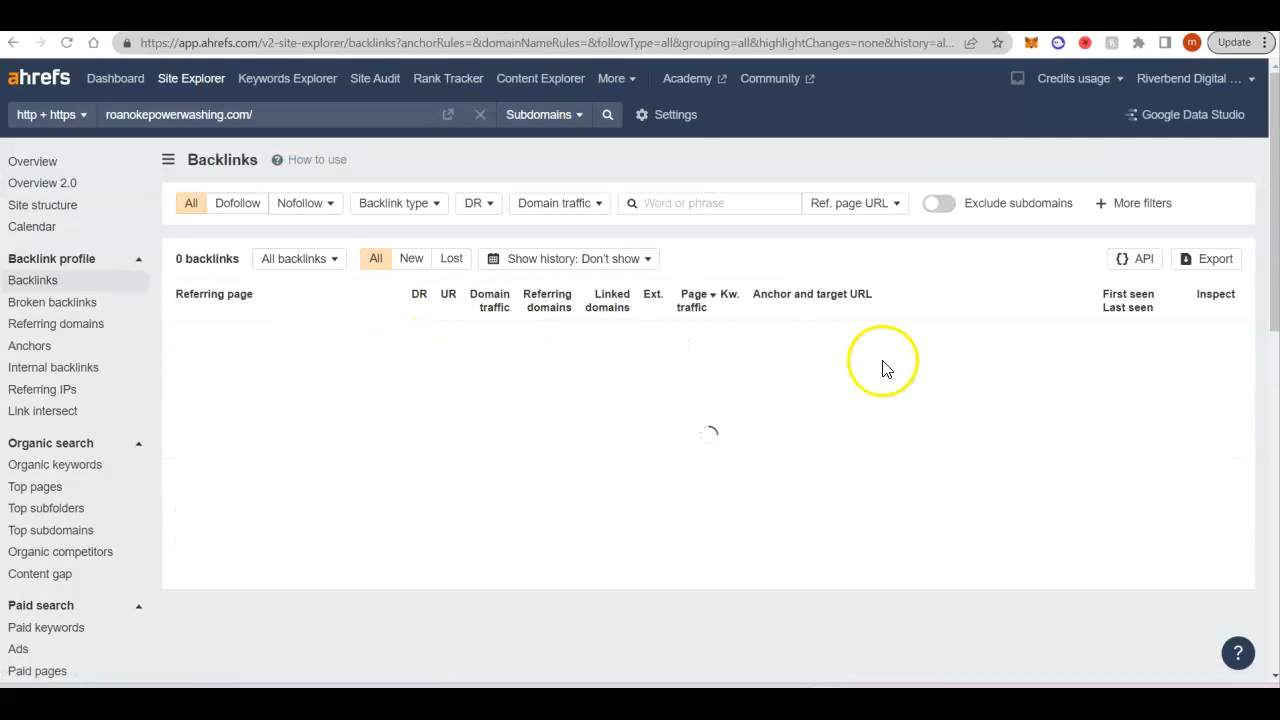 https://app.ahrefs.com/v2-site-explorer/backlinks?anchorRules=&domainNameRules=&followType=all&grouping=all&highlightChanges=none&history=al...
m
Update
ahrefs Dashboard Site Explorer Keywords Explorer Site Audit Rank Tracker Content Explorer More Academy Community Credits usage Riverbend Digital ...
http + https roanokepowerwashing.com/ Subdomains Settings Google Data Studio
Overview
Overview 2.0
Site structure
Calendar
Backlink profile
Backlinks
Broken backlinks
Referring domains
Anchors
Internal backlinks
Referring IPs
Link intersect
Organic search
Organic keywords
Top pages
Top subfolders
Top subdomains
Organic competitors
Content gap
Paid search
Paid keywords
Ads
Paid pages
Backlinks ? How to use
All Dofollow Nofollow Backlink type DR Domain traffic Word or phrase Ref. page URL Exclude subdomains + More filters
0 backlinks All backlinks All New Lost Show history: Don't show {} API Export
Referring page DR UR Domain Referring Linked Ext. Page Kw. Anchor and target URL First seen Inspect
traffic domains domains traffic Last seen
?